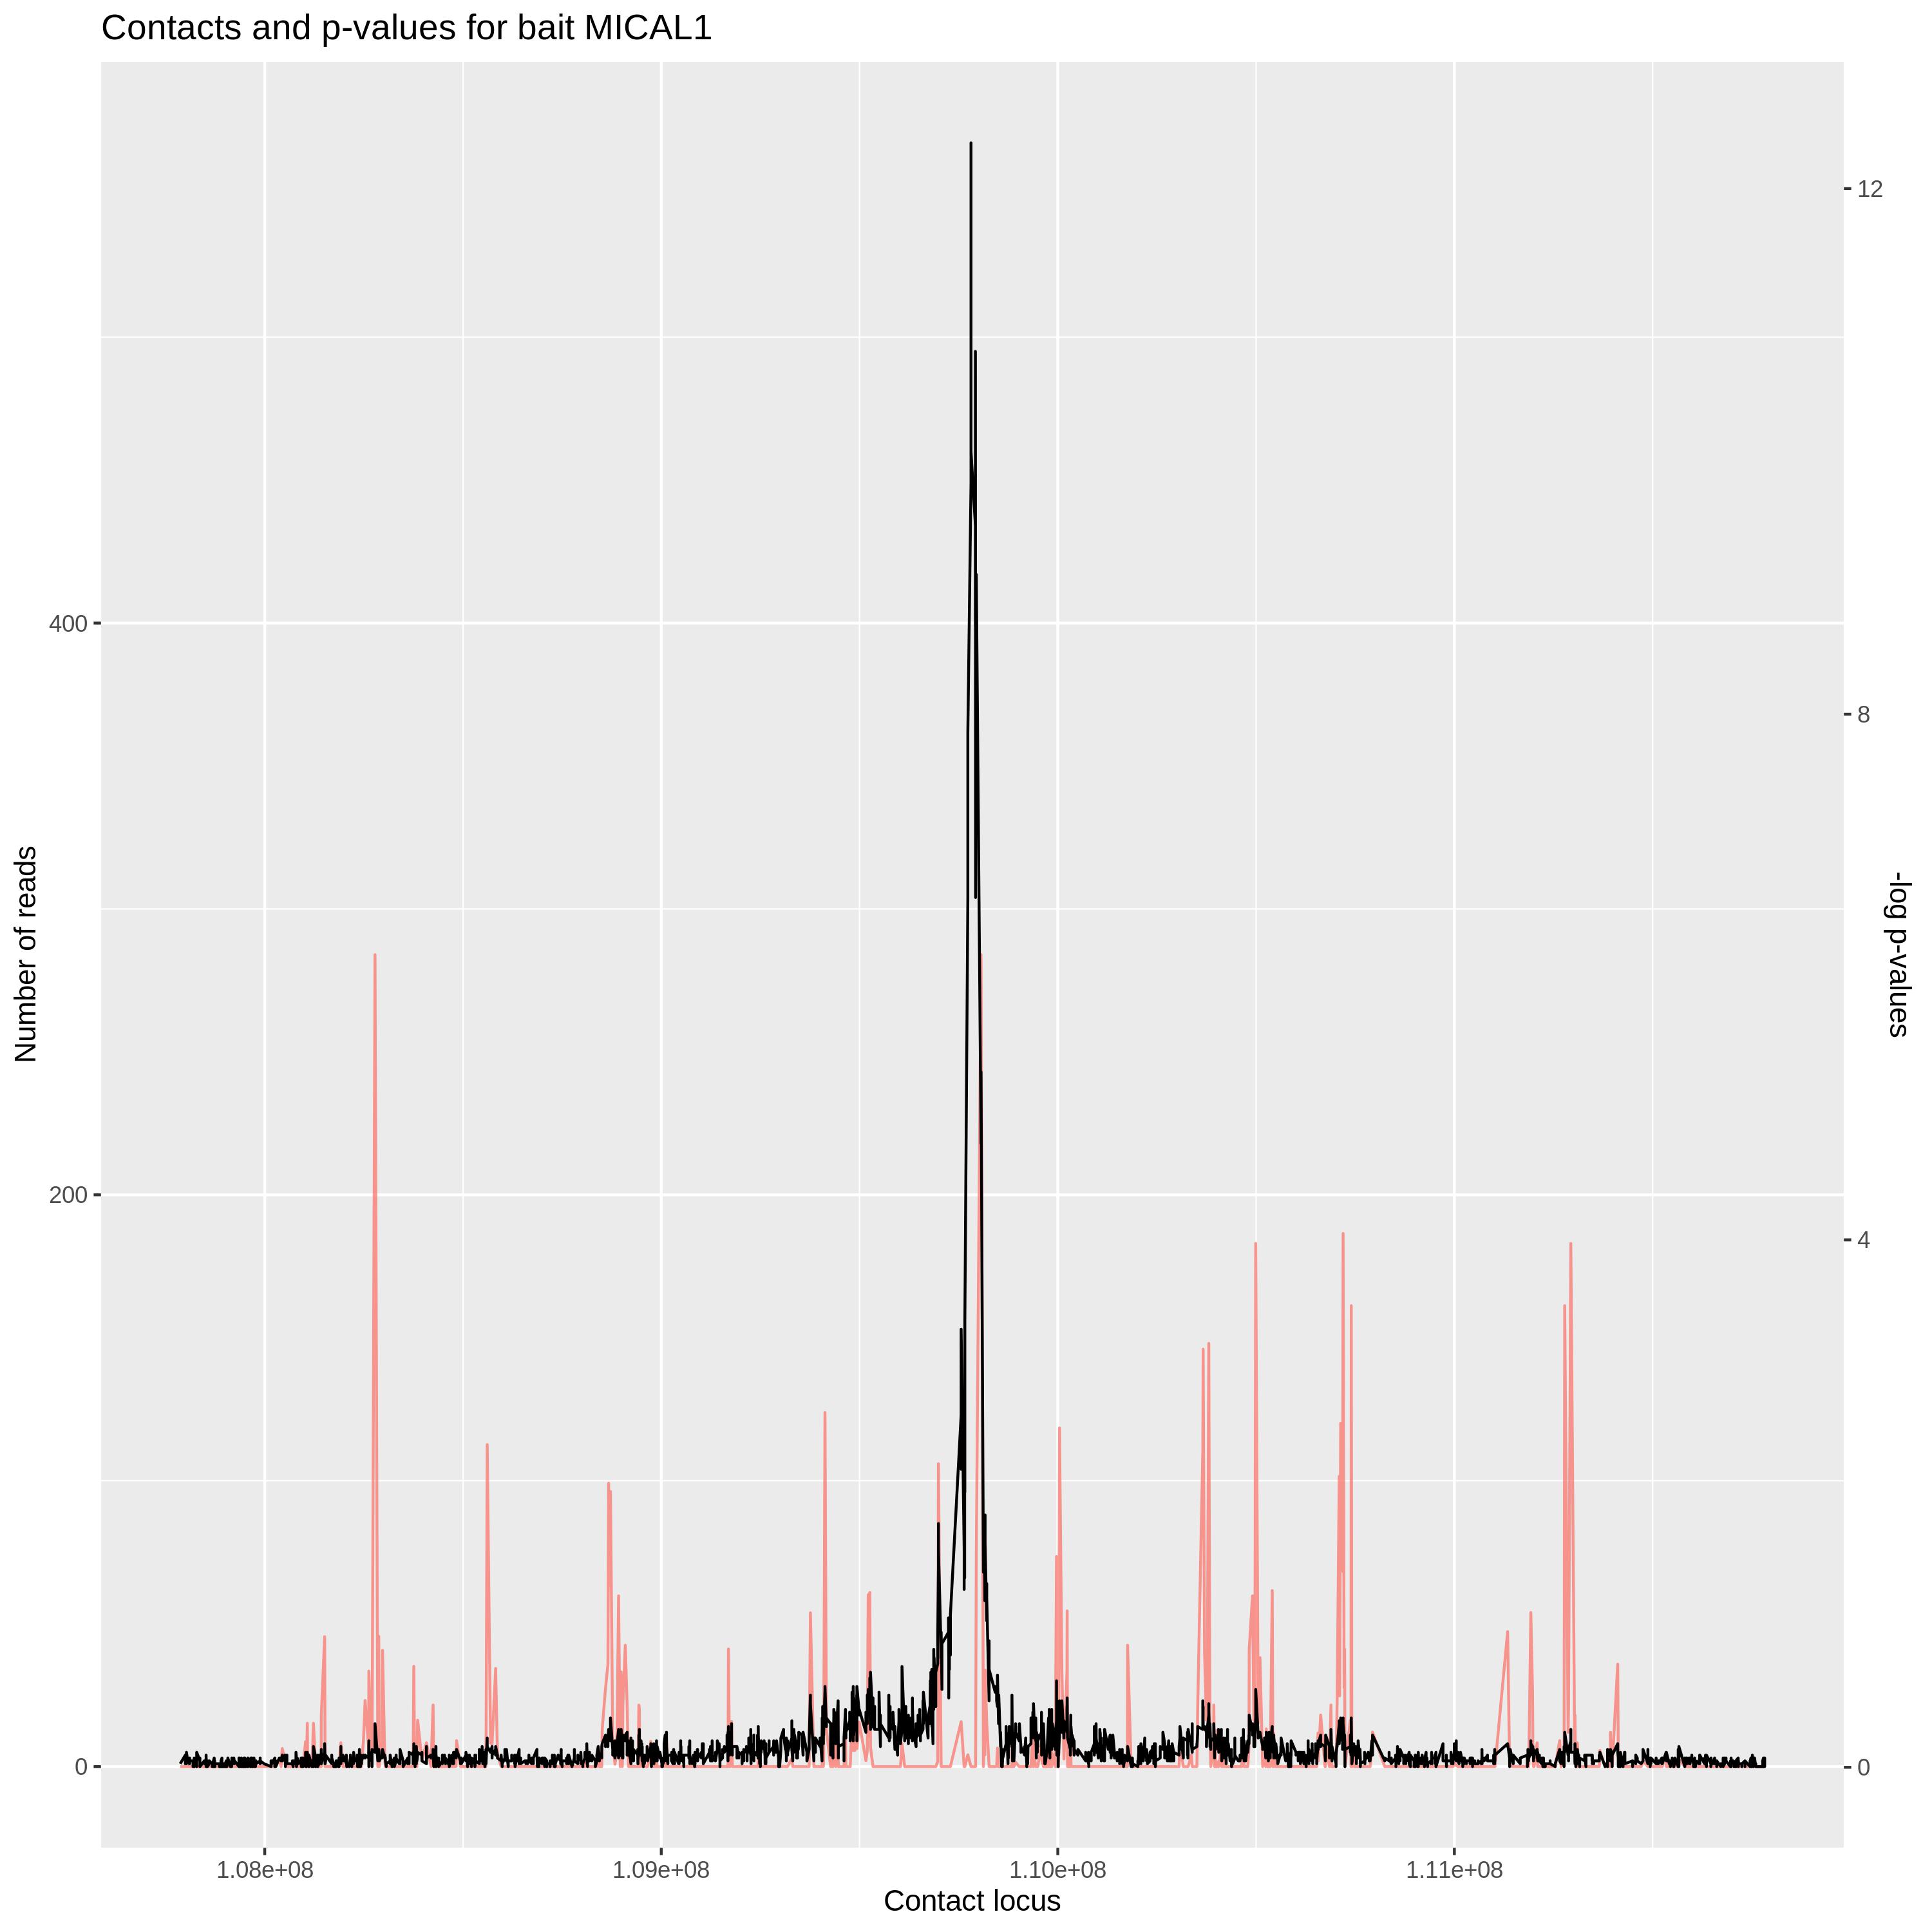 Contacts and p-values for bait MICAL1
12
400
8
Number of reads
-log p-values
200
4
0
0
1.08e+08
1.09e+08
1.10e+08
1.11e+08
Contact locus